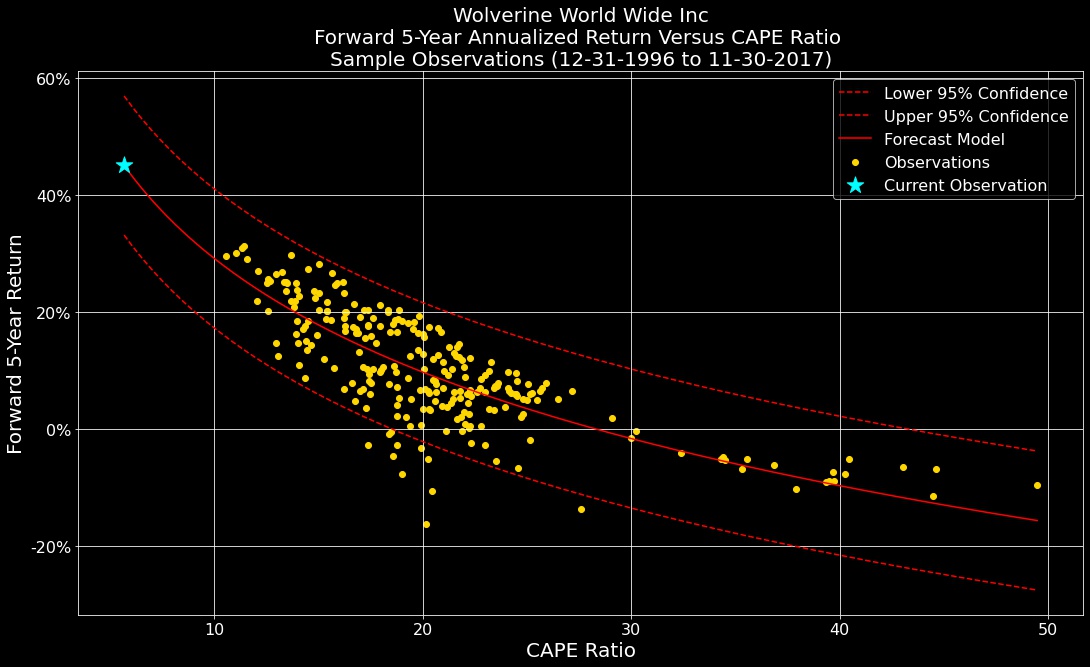 Wolverine World Wide Inc
Forward 5-Year Annualized Return Versus CAPE Ratio
Sample Observations (12-31-1996 to 11-30-2017)
Lower 95% Confidence
Upper 95% Confidence
Forecast Model
Observations
Current Observation
Forward 5-Year Return
60%
40%
20%
0%
-20%
10 20 30 40 50
CAPE Ratio